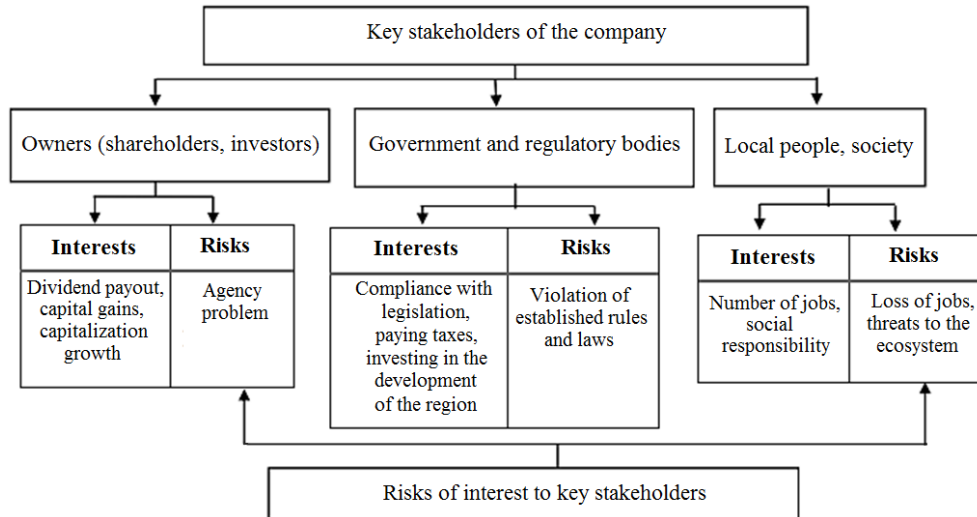 Key stakeholders of the company
Owners (shareholders, investors)
Government and regulatory bodies
Local people, society
Interests
Risks
Dividend payout,
capital gains,
capitalization
growth
Agency
problem
Interests
Risks
Compliance with
legislation,
paying taxes,
investing in the
development
of the region
Violation of
established rules
and laws
Interests
Risks
Number of jobs,
social
responsibility
Loss of jobs,
threats to the
ecosystem
Risks of interest to key stakeholders